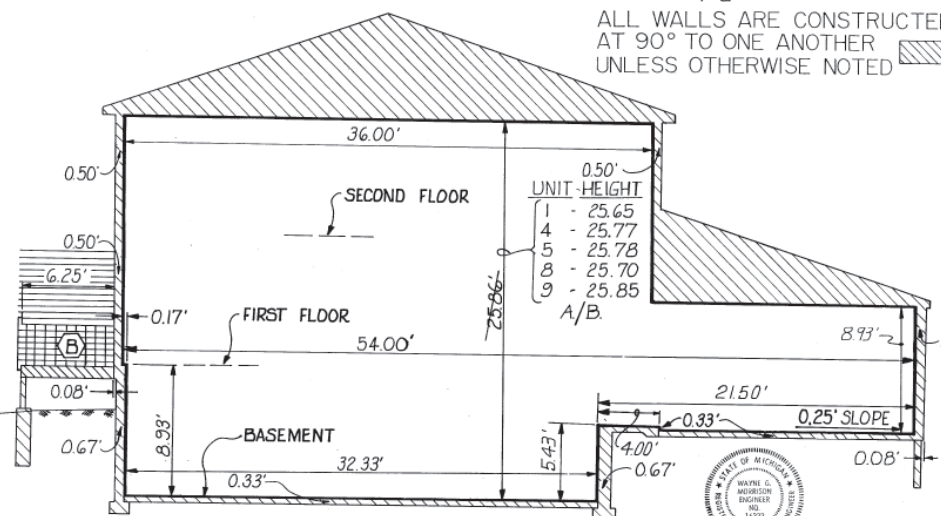 ALL WALLS ARE CONSTRUCTED
AT 90° TO ONE ANOTHER
UNLESS OTHERWISE NOTED
36.00'
0.50'
0.50'
SECOND FLOOR
UNIT - HEIGHT
1 - 25.65
4 - 25.77
5 - 25.78
8 - 25.70
9 - 25.85
A/B.
0.50'
6.25'
25.86'
0.17'
FIRST FLOOR
B
54.00'
8.93'
0.08'
21.50'
8.93'
0.33'
0.25' SLOPE
BASEMENT
5.43'
4.00'
0.67'
32.33'
0.67'
0.08'
0.33'
STATE OF MICHIGAN
WAYNE G.
MORRISON
ENGINEER
NO.